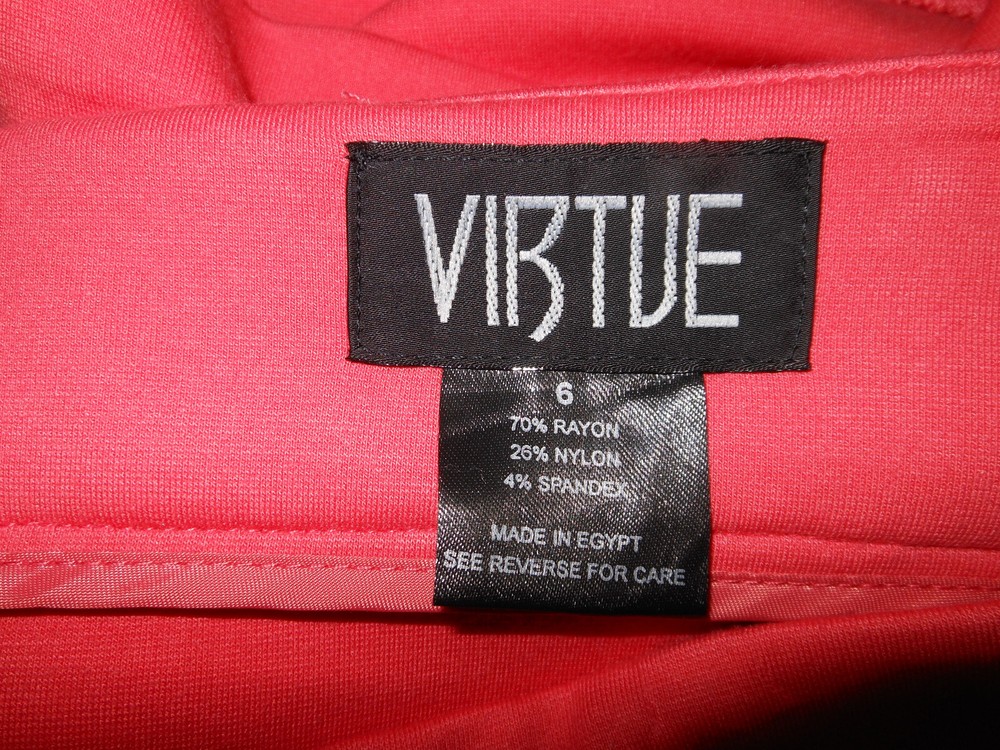 VIRTUE
6
70% RAYON
26% NYLON
4% SPANDEX
MADE IN EGYPT
SEE REVERSE FOR CARE